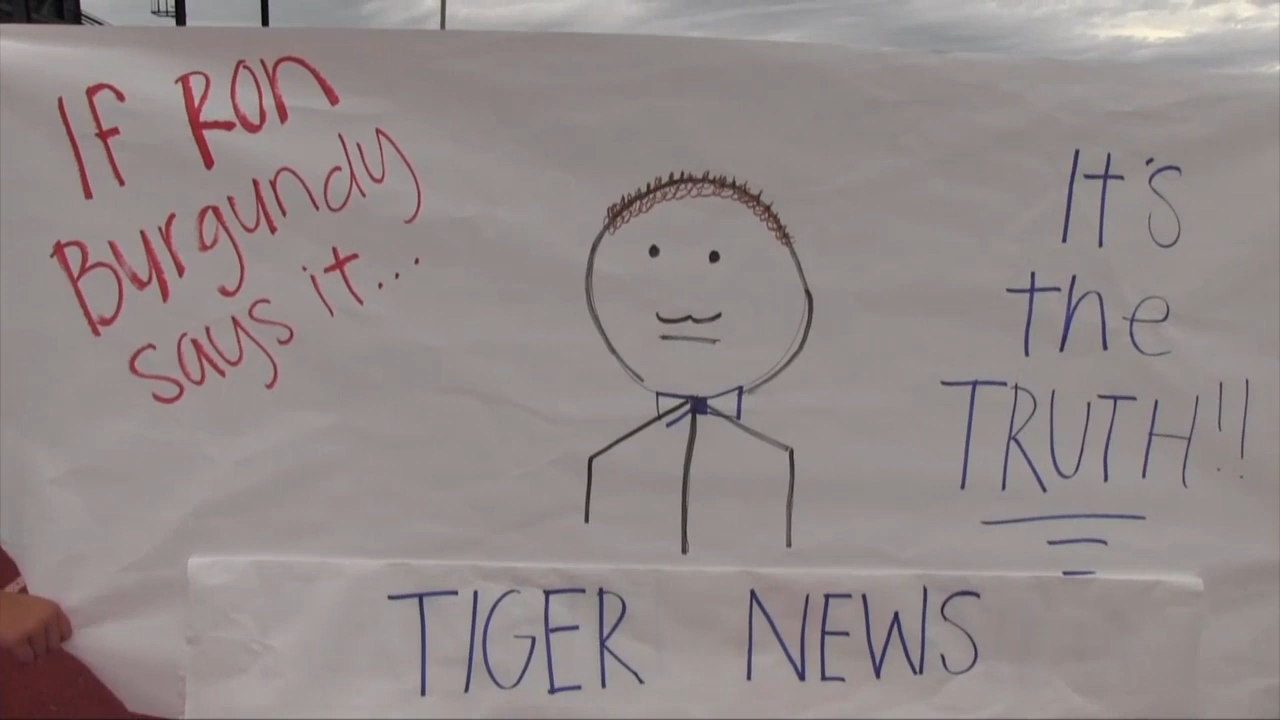 IF Ron
Burgundy
says it...
It's
the
TRUTH!!
TIGER NEWS